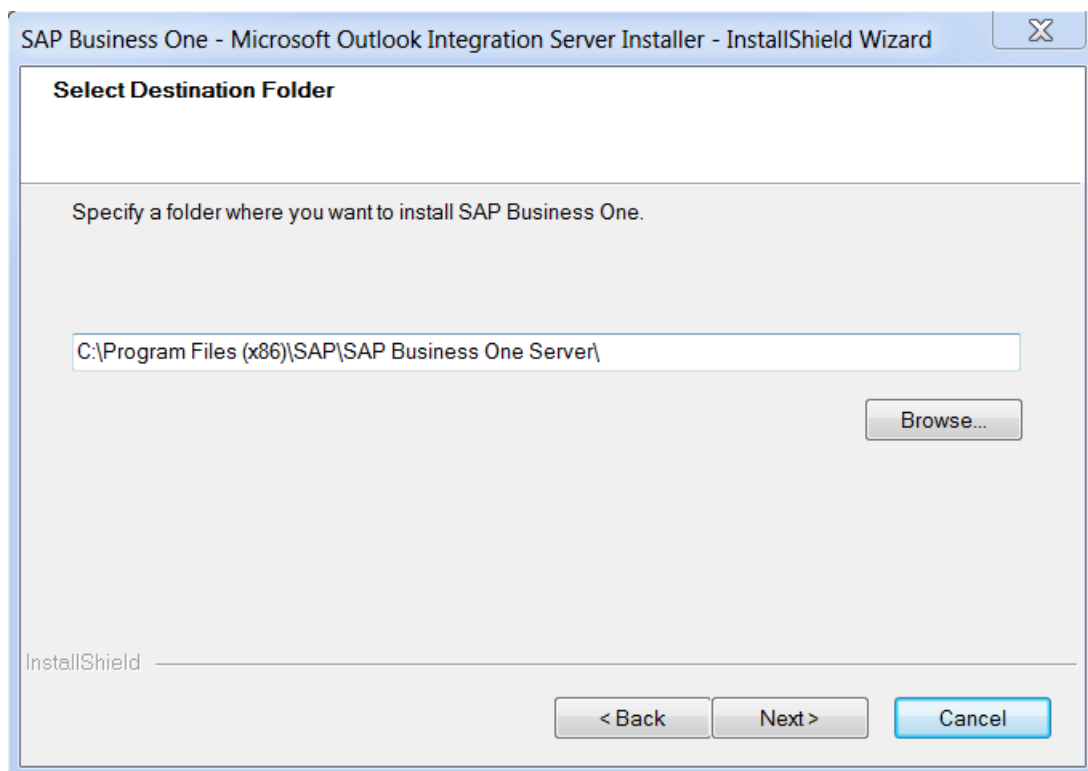 SAP Business One - Microsoft Outlook Integration Server Installer - InstallShield Wizard
Select Destination Folder
Specify a folder where you want to install SAP Business One.
C:\Program Files (x86)\SAP\SAP Business One Server\
Browse...
InstallShield
< Back Next > Cancel